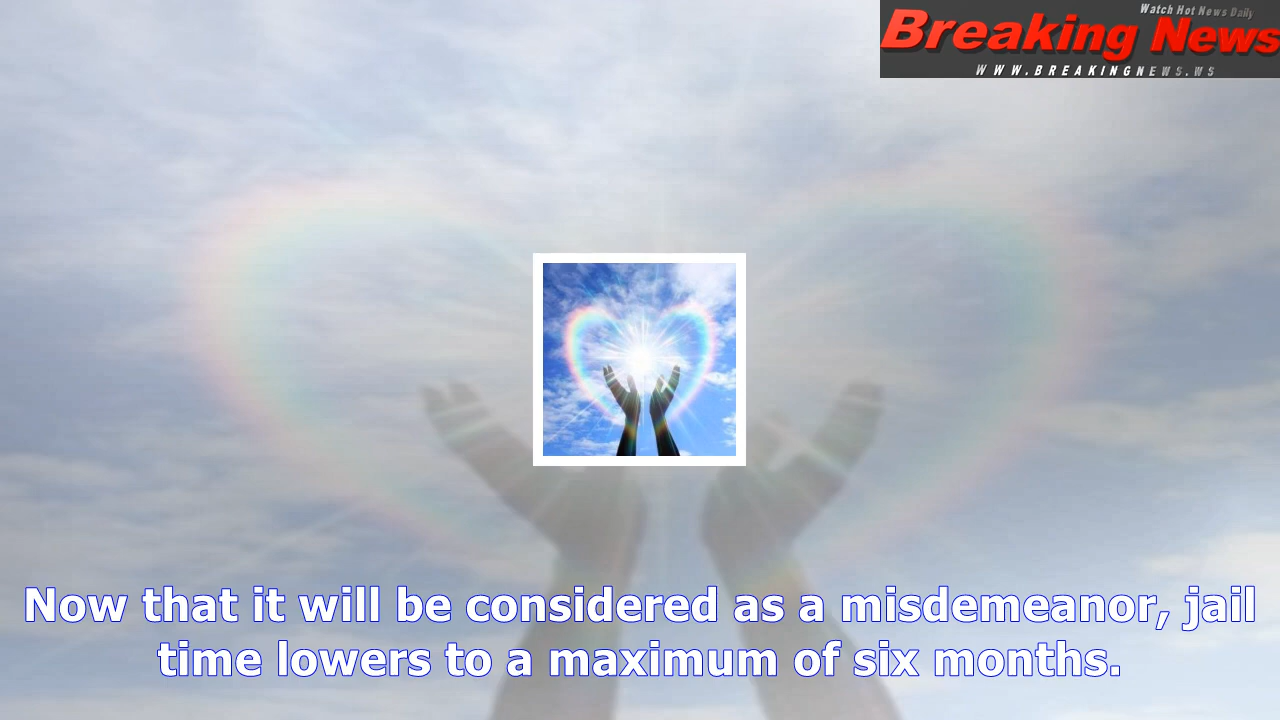 Watch Hot News Daily
Breaking News
WWW.BREAKINGNEWS.WS
Now that it will be considered as a misdemeanor, jail
time lowers to a maximum of six months.